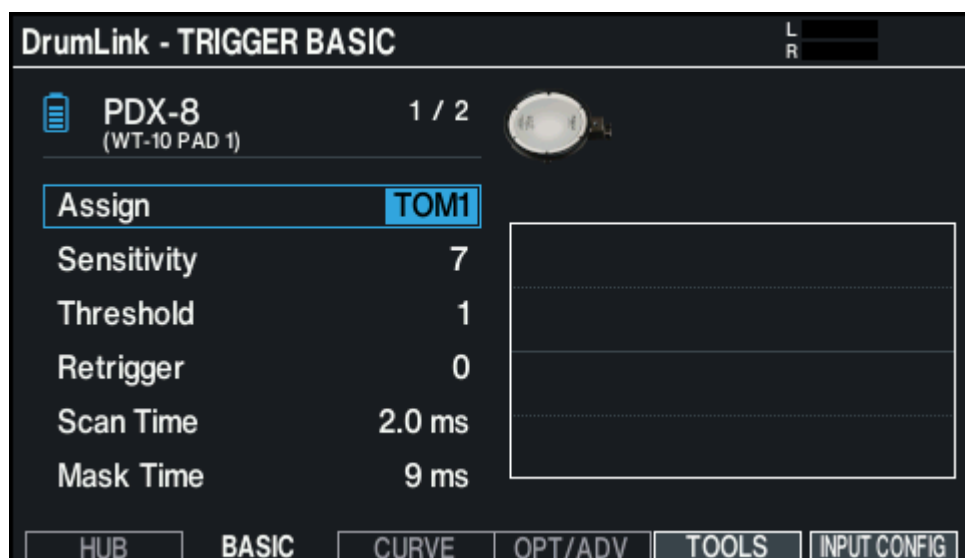 DrumLink - TRIGGER BASIC
L
R
PDX-8 1 / 2
(WT-10 PAD 1)
Assign TOM1
Sensitivity 7
Threshold 1
Retrigger 0
Scan Time 2.0 ms
Mask Time 9 ms
HUB BASIC CURVE OPT/ADV TOOLS INPUT CONFIG